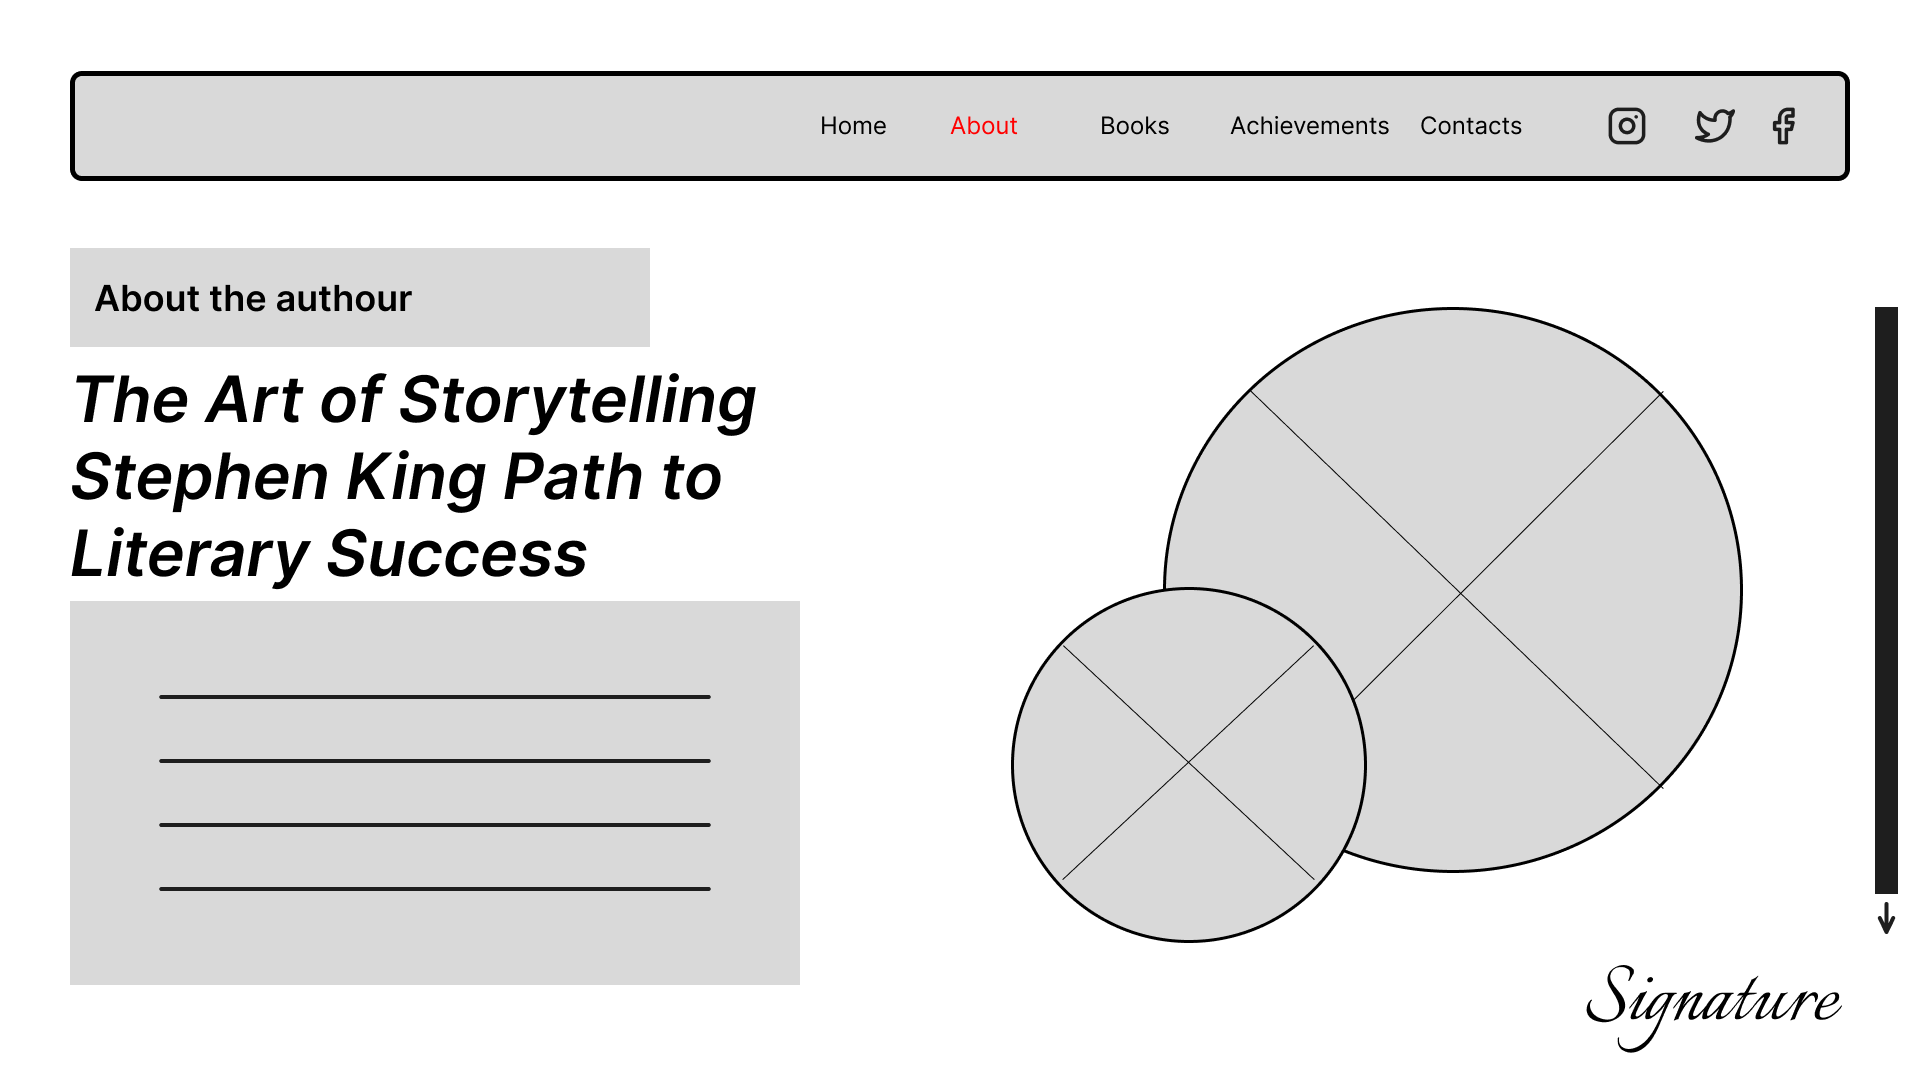 Home About Books Achievements Contacts
About the authour
The Art of Storytelling
Stephen King Path to
Literary Success
Signature